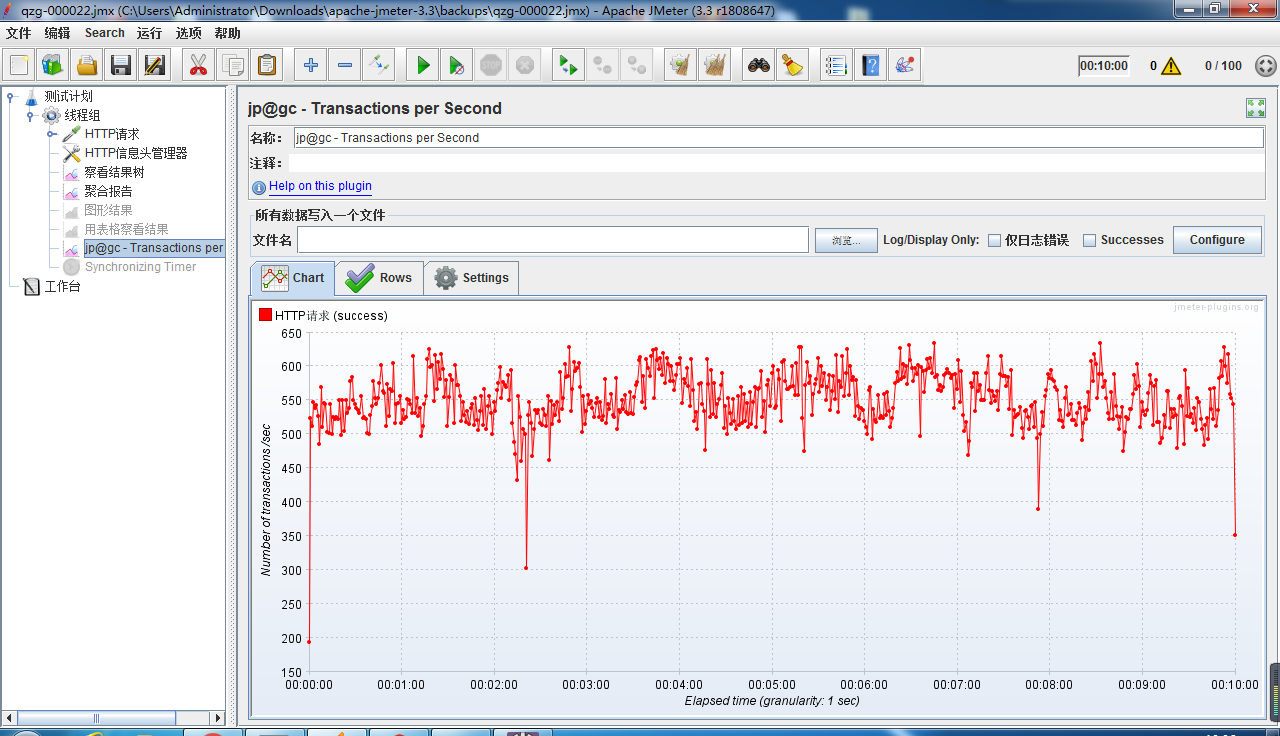 qzg-000022.jmx (C:\Users\Administrator\Downloads\apache-jmeter-3.3\backups\qzg-000022.jmx) - Apache JMeter (3.3 r1808647)
文件 编辑 Search 运行 选项 帮助
STOP 00:10:00 0 0 / 100
测试计划
线程组
HTTP请求
HTTP信息头管理器
察看结果树
聚合报告
图形结果
用表格察看结果
jp@gc - Transactions per
Synchronizing Timer
工作台
jp@gc - Transactions per Second
名称： jp@gc - Transactions per Second
注释：
Help on this plugin
所有数据写入一个文件
文件名 浏览... Log/Display Only: 仅日志错误 Successes Configure
Chart Rows Settings
jmeter-plugins.org
HTTP请求 (success)
650
600
550
500
450
400
350
300
250
200
150
Number of transactions /sec
00:00:00 00:01:00 00:02:00 00:03:00 00:04:00 00:05:00 00:06:00 00:07:00 00:08:00 00:09:00 00:10:00
Elapsed time (granularity: 1 sec)